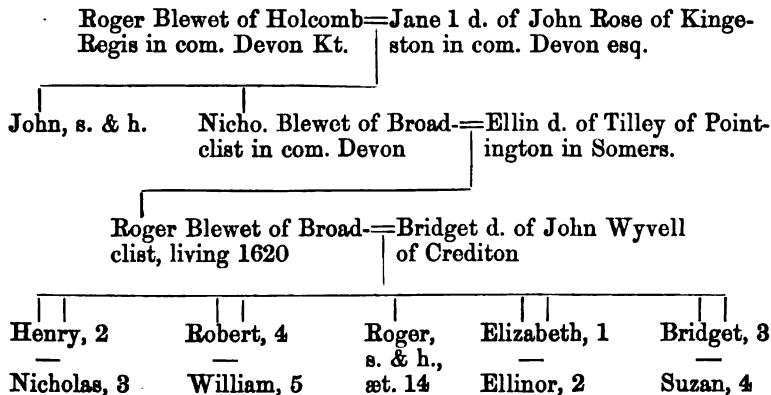 Roger Blewet of Holcomb═Jane 1 d. of John Rose of Kinge-
Regis in com. Devon Kt. ston in com. Devon esq.
John, s. & h. Nicho. Blewet of Broad-═Ellin d. of Tilley of Point-
clist in com. Devon ington in Somers.
Roger Blewet of Broad-═Bridget d. of John Wyvell
clist, living 1620 of Crediton
Henry, 2 Robert, 4 Roger, Elizabeth, 1 Bridget, 3
s. & h.,
Nicholas, 3 William, 5 æt. 14 Ellinor, 2 Suzan, 4